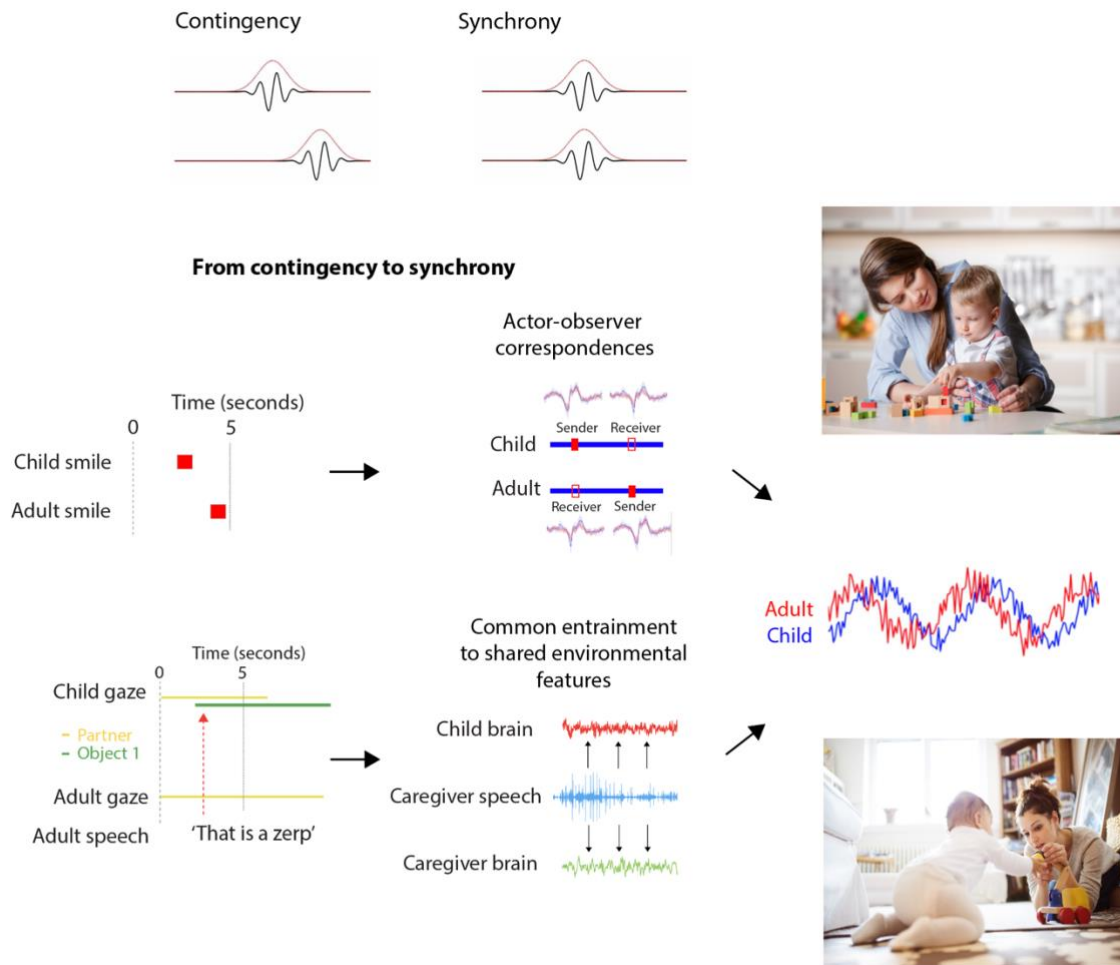 Contingency
Synchrony
From contingency to synchrony
Actor-observer
correspondences
Time (seconds)
0
5
Child smile
Adult smile
Sender
Receiver
Child
Adult
Receiver
Sender
Adult
Child
Time (seconds)
0
5
Child gaze
Partner
Object 1
Adult gaze
Adult speech
'That is a zerp'
Common entrainment
to shared environmental
features
Child brain
Caregiver speech
Caregiver brain